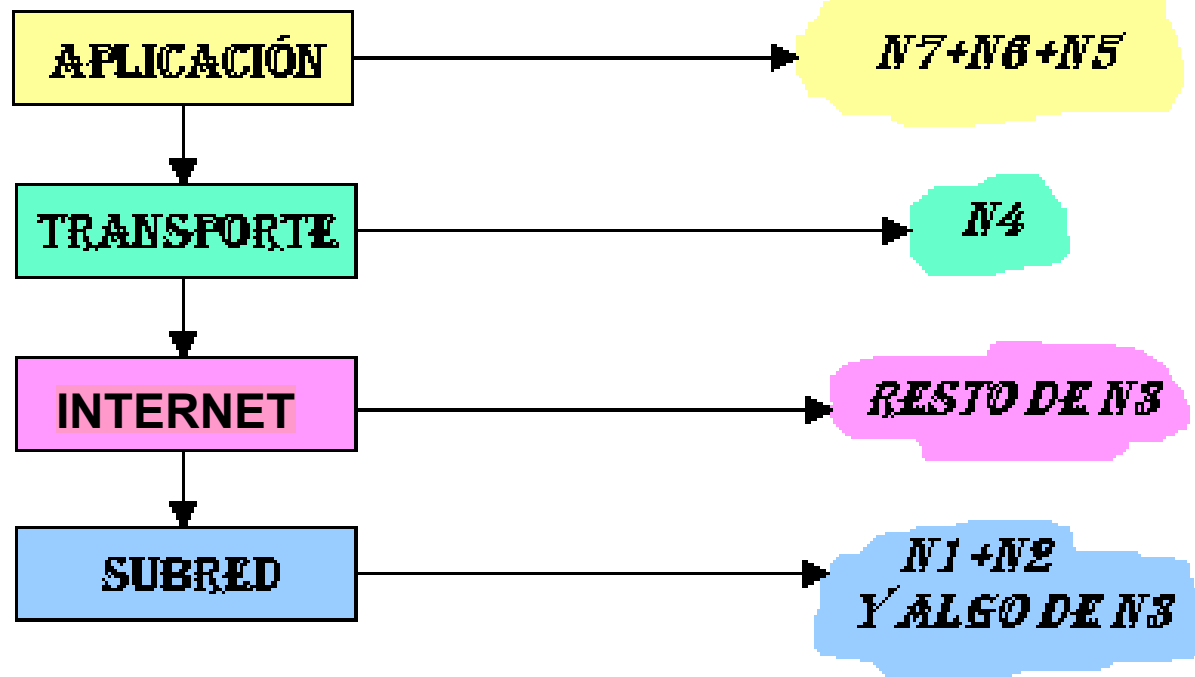 APLICACIÓN
N7+N6+N5
TRANSPORTE
N4
INTERNET
RESTO DE N3
SUBRED
N1+N2
Y ALGO DE N3